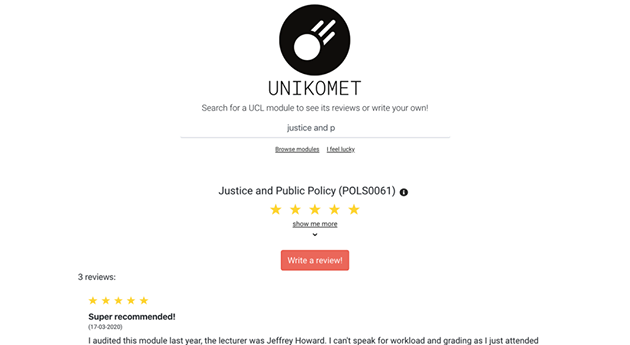 UNIKOMET
Search for a UCL module to see its reviews or write your own!
justice and p
Browse modules I feel lucky
Justice and Public Policy (POLS0061)
show me more
Write a review!
3 reviews:
Super recommended!
(17-03-2020)
I audited this module last year, the lecturer was Jeffrey Howard. I can't speak for workload and grading as I just attended